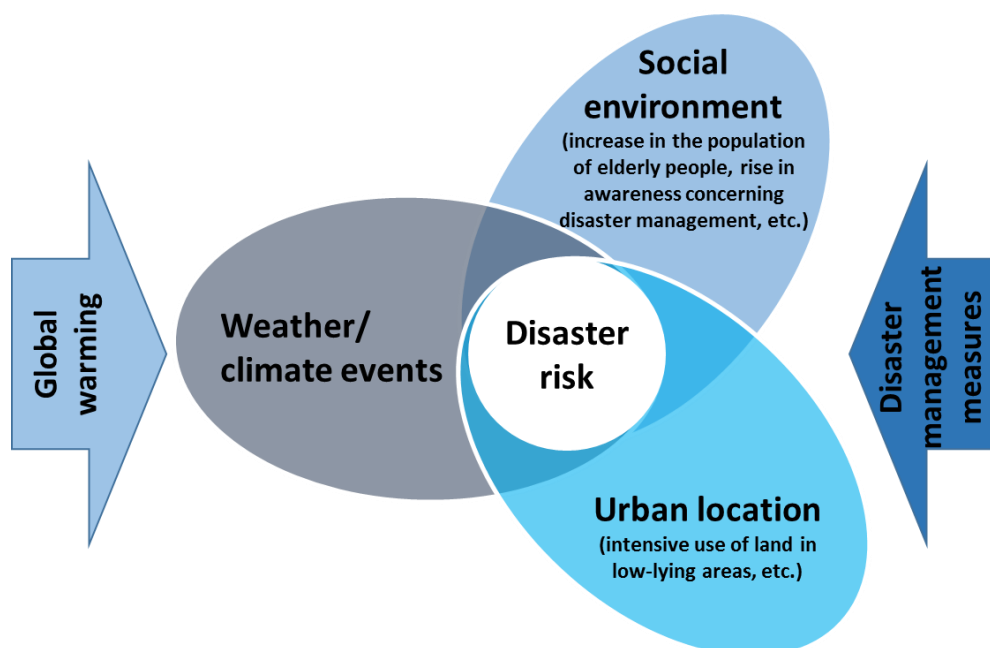 Social
environment
(increase in the population
of elderly people, rise in
awareness concerning
disaster management, etc.)
Global
warming
Weather/
climate events
Disaster
risk
Disaster
management
measures
Urban location
(intensive use of land in
low-lying areas, etc.)